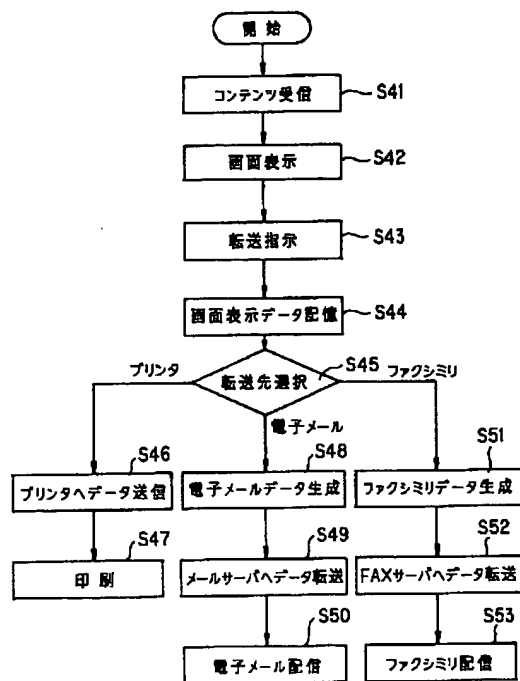 開始
コンテンツ受信
S41
画面表示
S42
転送指示
S43
画面表示データ記憶
S44
転送先選択
S45
プリンタ
電子メール
ファクシミリ
S46
プリンタへデータ送信
S47
印刷
S48
電子メールデータ生成
S49
メールサーバへデータ転送
S50
電子メール配信
S51
ファクシミリデータ生成
S52
FAXサーバへデータ転送
S53
ファクシミリ配信